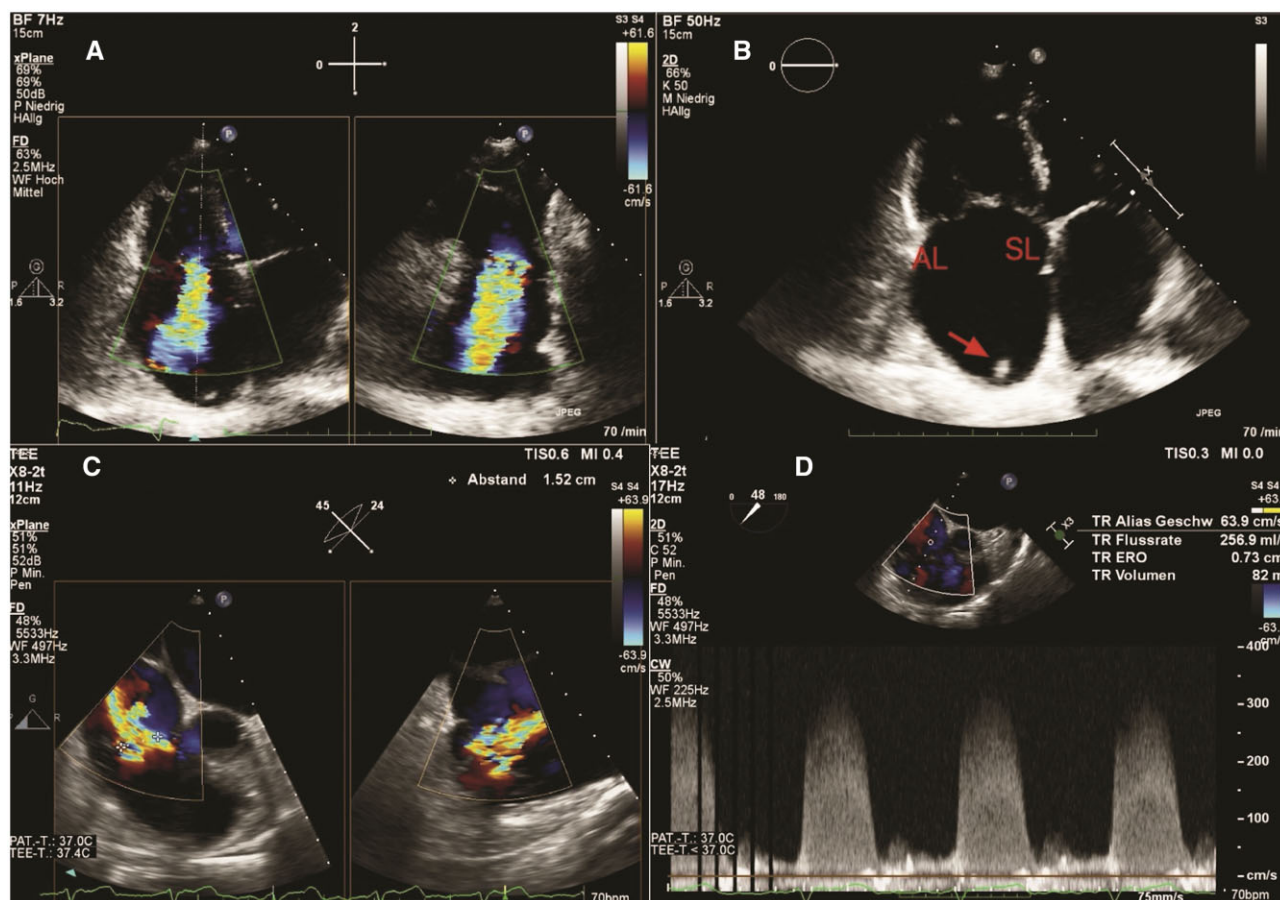 BF 7Hz
15cm
A
2
0
S3 S4
+61.6
xPlane
69%
69%
50dB
P Niedrig
HAllg
FD
63%
2.5MHz
WF Hoch
Mittel
P
P
-61.6
cm/s
G
P R
1.6 3.2
JPEG
70 /min
BF 50Hz
15cm
B
0
S3
2D
66%
K 50
M Niedrig
HAllg
P
X
G
P R
1.6 3.2
AL
SL
JPEG
70 /min
TEE
X8-2t
11Hz
12cm
C
TIS0.6 MI 0.4
Abstand 1.52 cm
45 24
S4 S4
+63.9
xPlane
51%
51%
52dB
P Min.
Pen
FD
48%
5533Hz
WF 497Hz
3.3MHz
P
-63.9
cm/s
G
P R
PAT.-T.: 37.0C
TEE-T.: 37.4C
70bpm
TEE
X8-2t
17Hz
12cm
D
TIS0.3 MI 0.0
0 48 180
P
X3
S4 S4
+63
TR Alias Geschw 63.9 cm/s
TR Flussrate 256.9 ml/
TR ERO 0.73 cm
TR Volumen 82 m
2D
51%
C 52
P Min.
Pen
FD
48%
5533Hz
WF 497Hz
3.3MHz
-63.
cm/s
CW
50%
WF 225Hz
2.5MHz
-400
-300
-200
-100
-cm/s
PAT.-T.: 37.0C
TEE-T.< 37.0C
75mm/s
70bpm